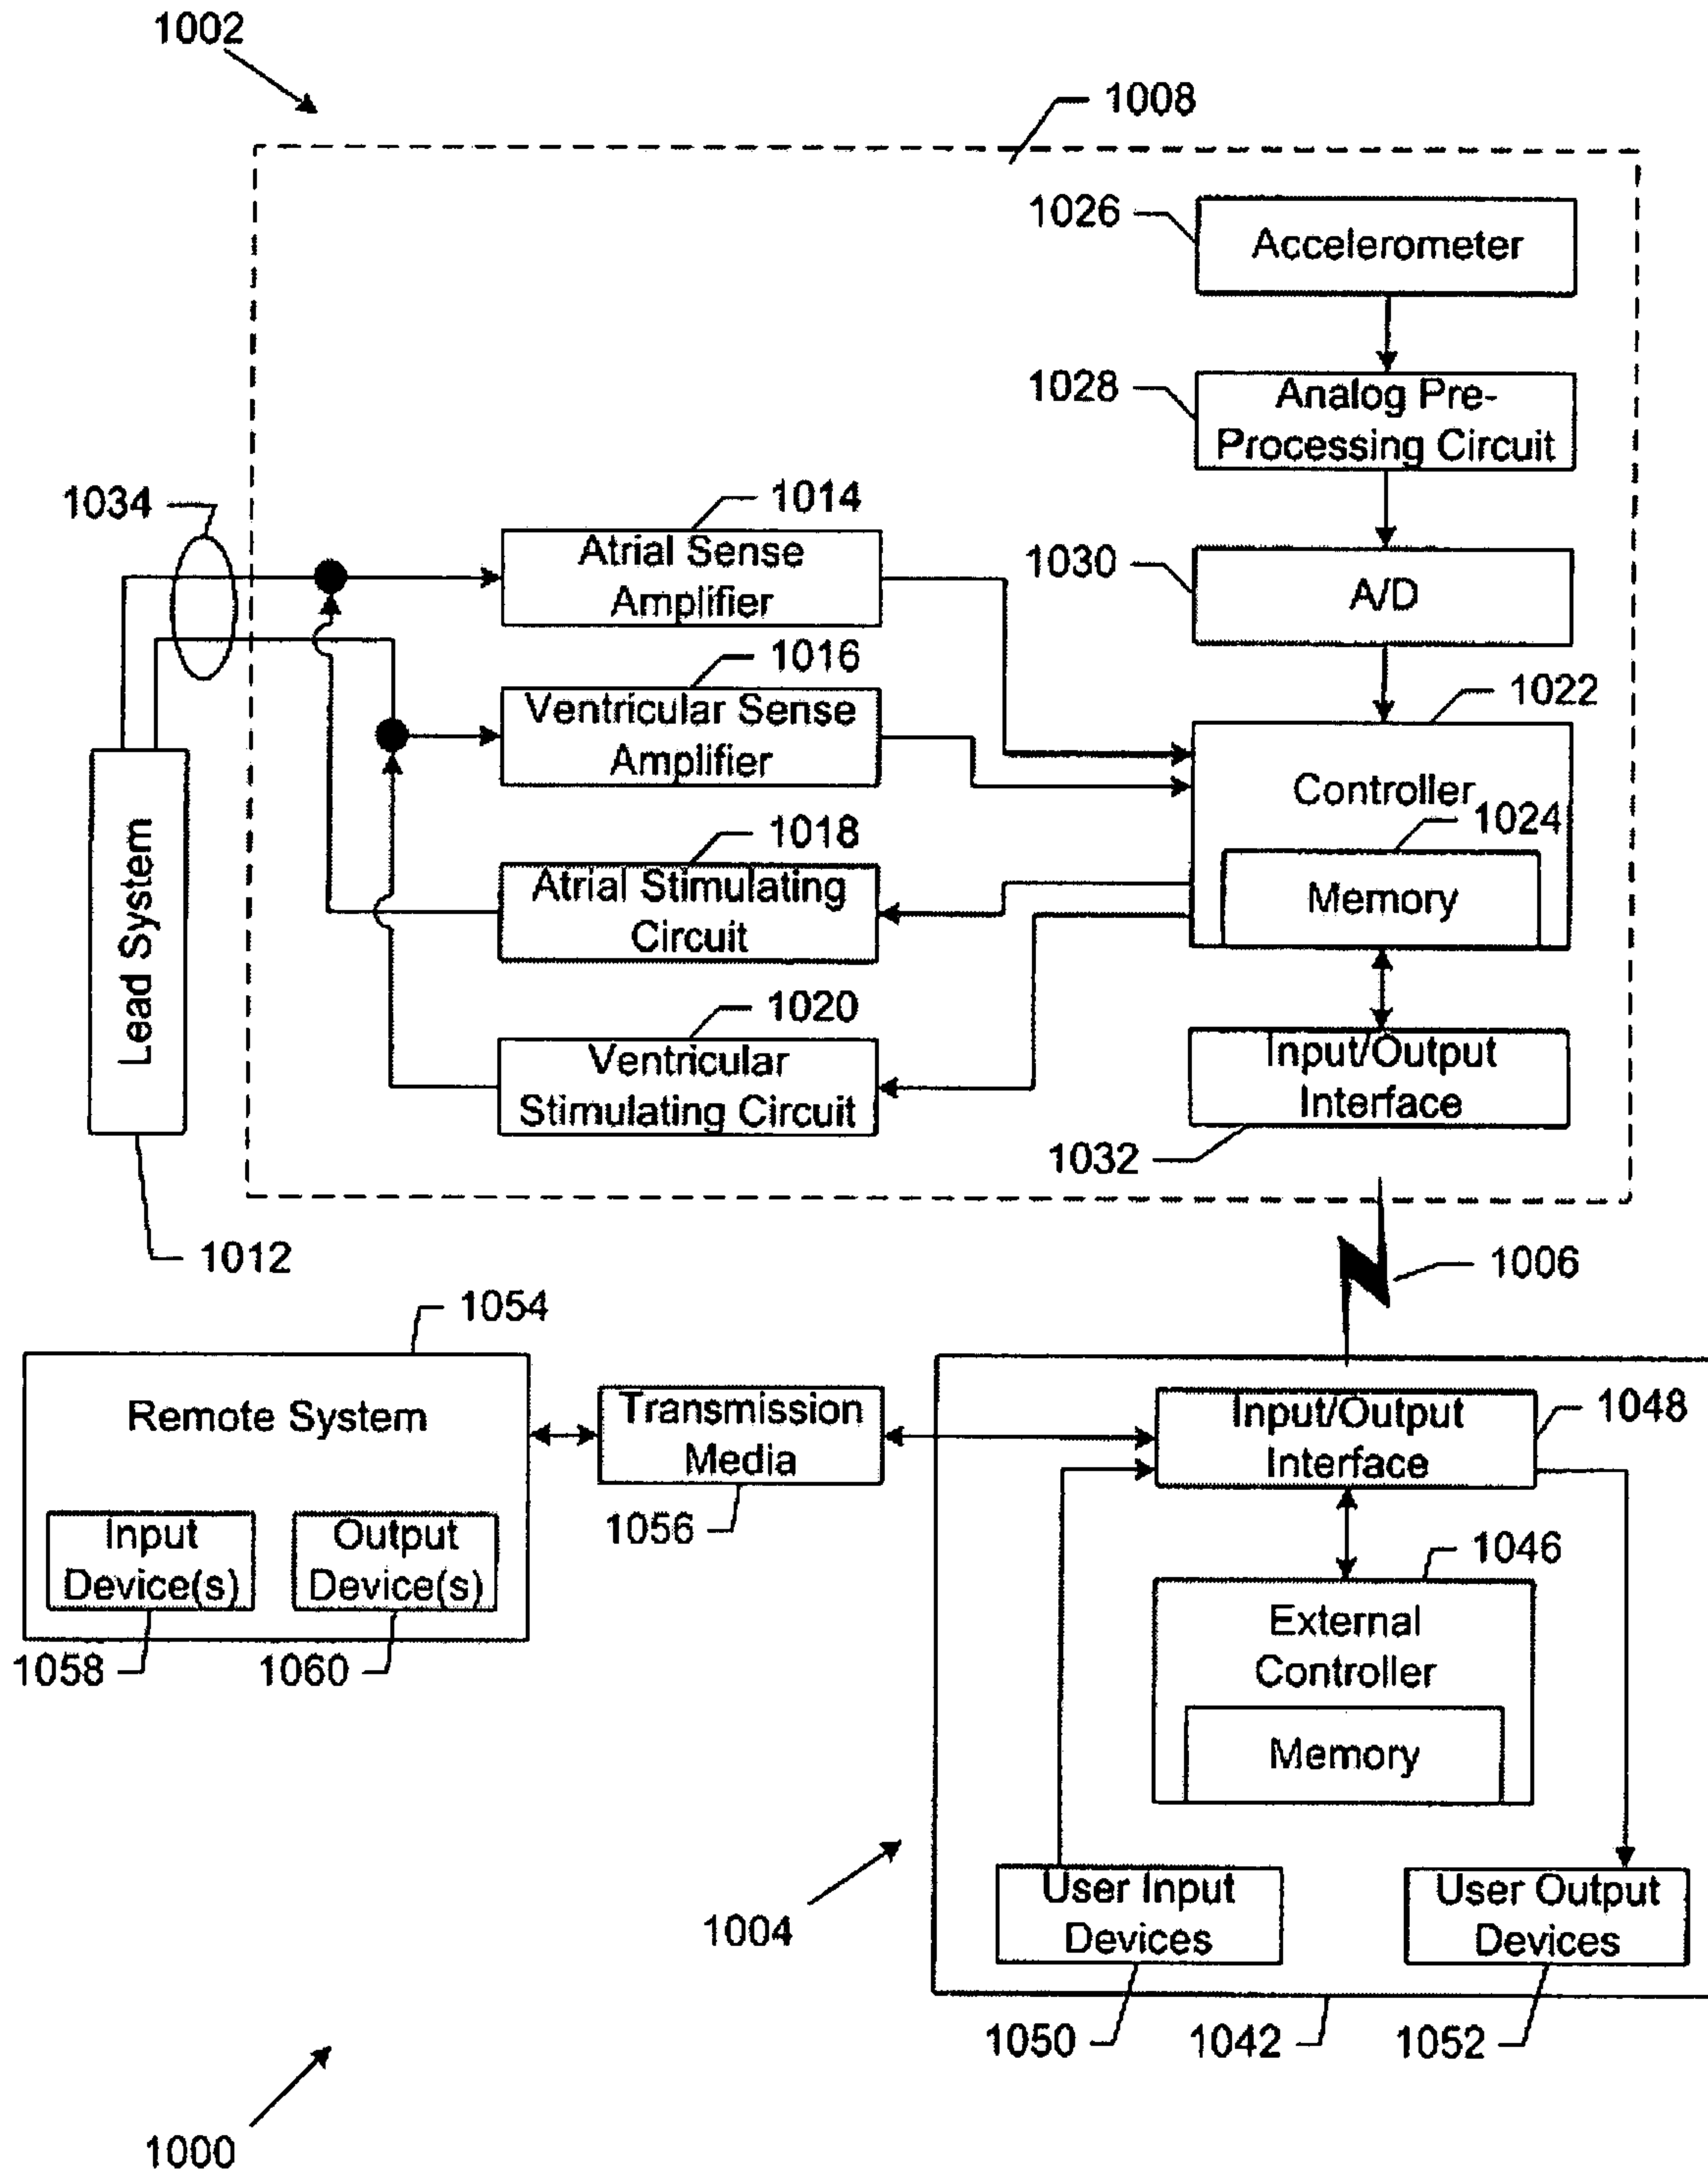 1002
1008
1026
Accelerometer
1028
Analog Pre-
Processing Circuit
1034
1014
Atrial Sense
Amplifier
1030
A/D
1016
Ventricular Sense
Amplifier
1022
Controller
1024
Memory
1018
Atrial Stimulating
Circuit
Lead System
1020
Ventricular
Stimulating Circuit
Input/Output
Interface
1032
1012
1006
1054
Remote System
Transmission
Media
1056
Input/Output
Interface
1048
Input
Device(s)
Output
Device(s)
1058
1060
1046
External
Controller
Memory
1004
User Input
Devices
User Output
Devices
1050
1042
1052
1000